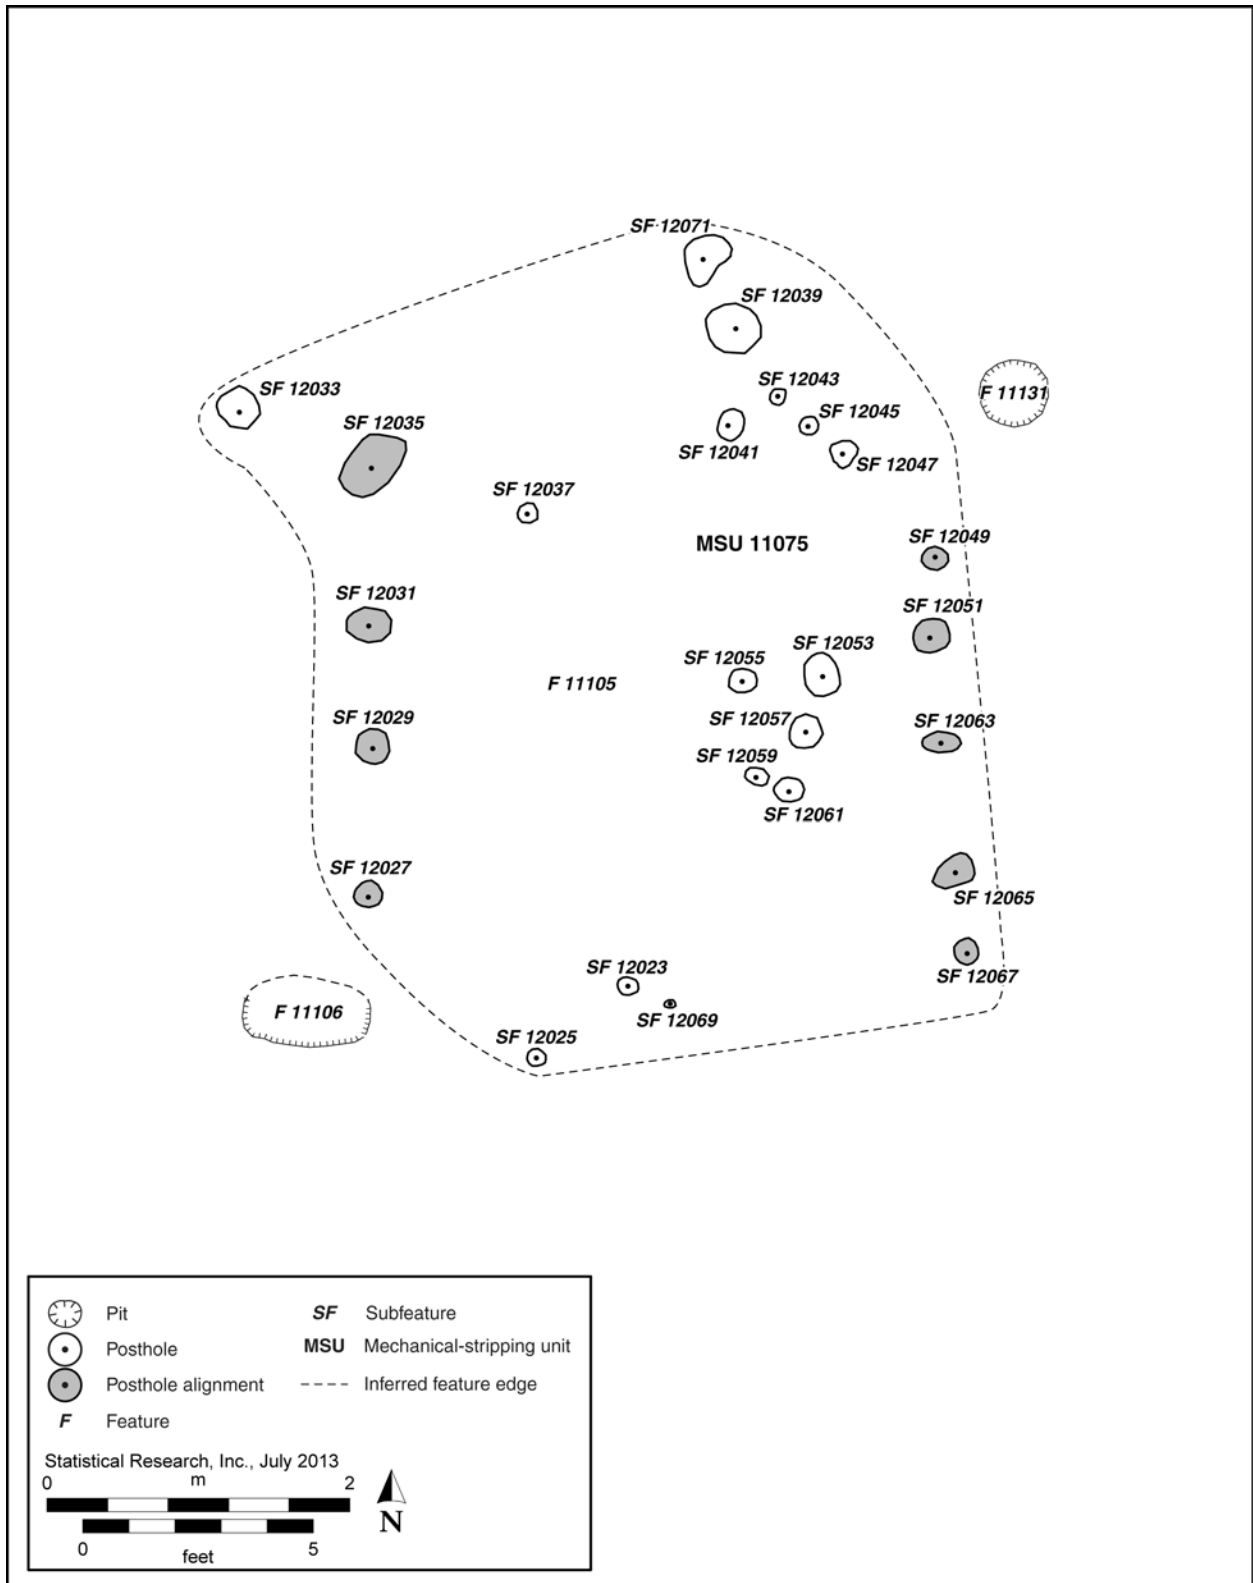 SF 12071
SF 12039
SF 12043
F 11131
SF 12033
SF 12045
SF 12035
SF 12041
SF 12047
SF 12037
SF 12049
MSU 11075
SF 12031
SF 12051
SF 12053
SF 12055
F 11105
SF 12029
SF 12057
SF 12063
SF 12059
SF 12061
SF 12027
SF 12065
SF 12023
SF 12067
F 11106
SF 12069
SF 12025
Pit
SF Subfeature
Posthole
MSU Mechanical-stripping unit
Posthole alignment
Inferred feature edge
F Feature
Statistical Research, Inc., July 2013
0 m 2
N
0 feet 5